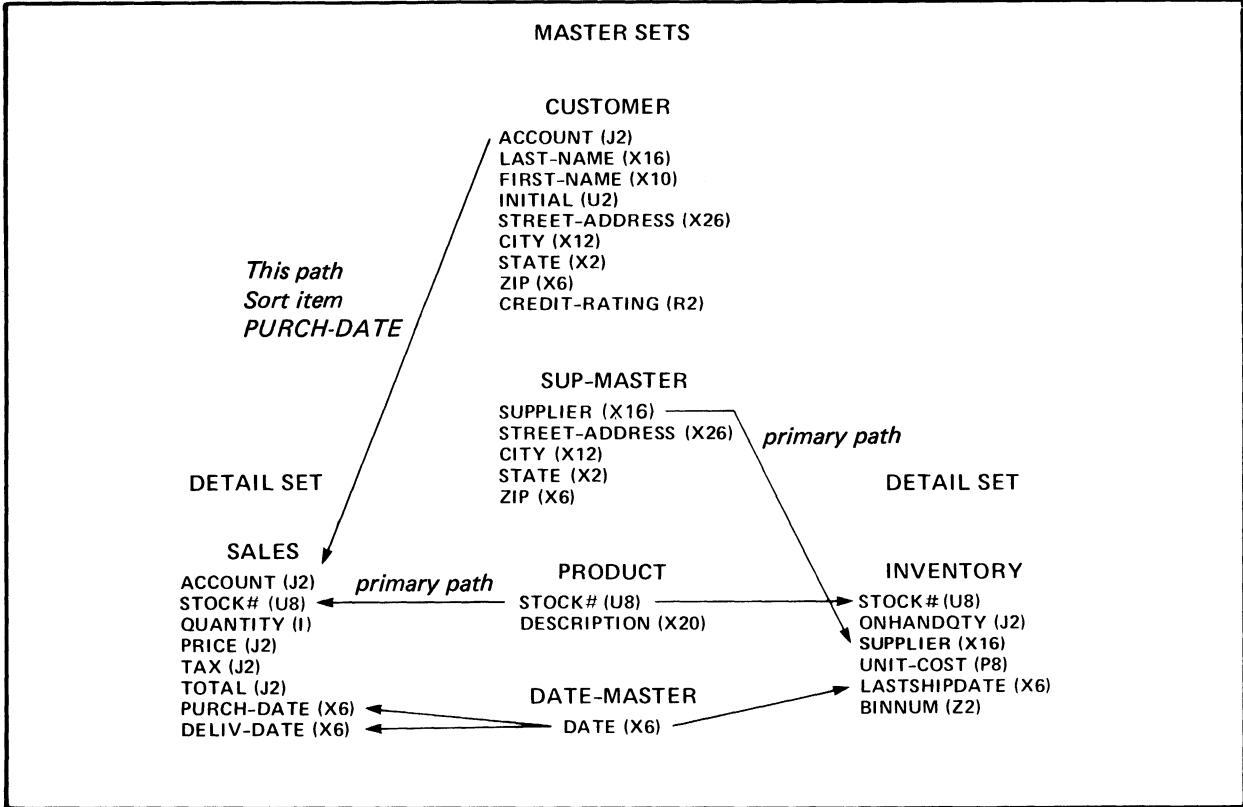 MASTER SETS
CUSTOMER
ACCOUNT (J2)
LAST-NAME (X16)
FIRST-NAME (X10)
INITIAL (U2)
STREET-ADDRESS (X26)
CITY (X12)
STATE (X2)
ZIP (X6)
CREDIT-RATING (R2)
This path
Sort item
PURCH-DATE
SUP-MASTER
SUPPLIER (X16)
STREET-ADDRESS (X26)
CITY (X12)
STATE (X2)
ZIP (X6)
primary path
DETAIL SET
SALES
ACCOUNT (J2)
STOCK# (U8)
QUANTITY (I)
PRICE (J2)
TAX (J2)
TOTAL (J2)
PURCH-DATE (X6)
DELIV-DATE (X6)
primary path
PRODUCT
STOCK# (U8)
DESCRIPTION (X20)
DATE-MASTER
DATE (X6)
DETAIL SET
INVENTORY
STOCK# (U8)
ONHANDQTY (J2)
SUPPLIER (X16)
UNIT-COST (P8)
LASTSHIPDATE (X6)
BINNUM (Z2)